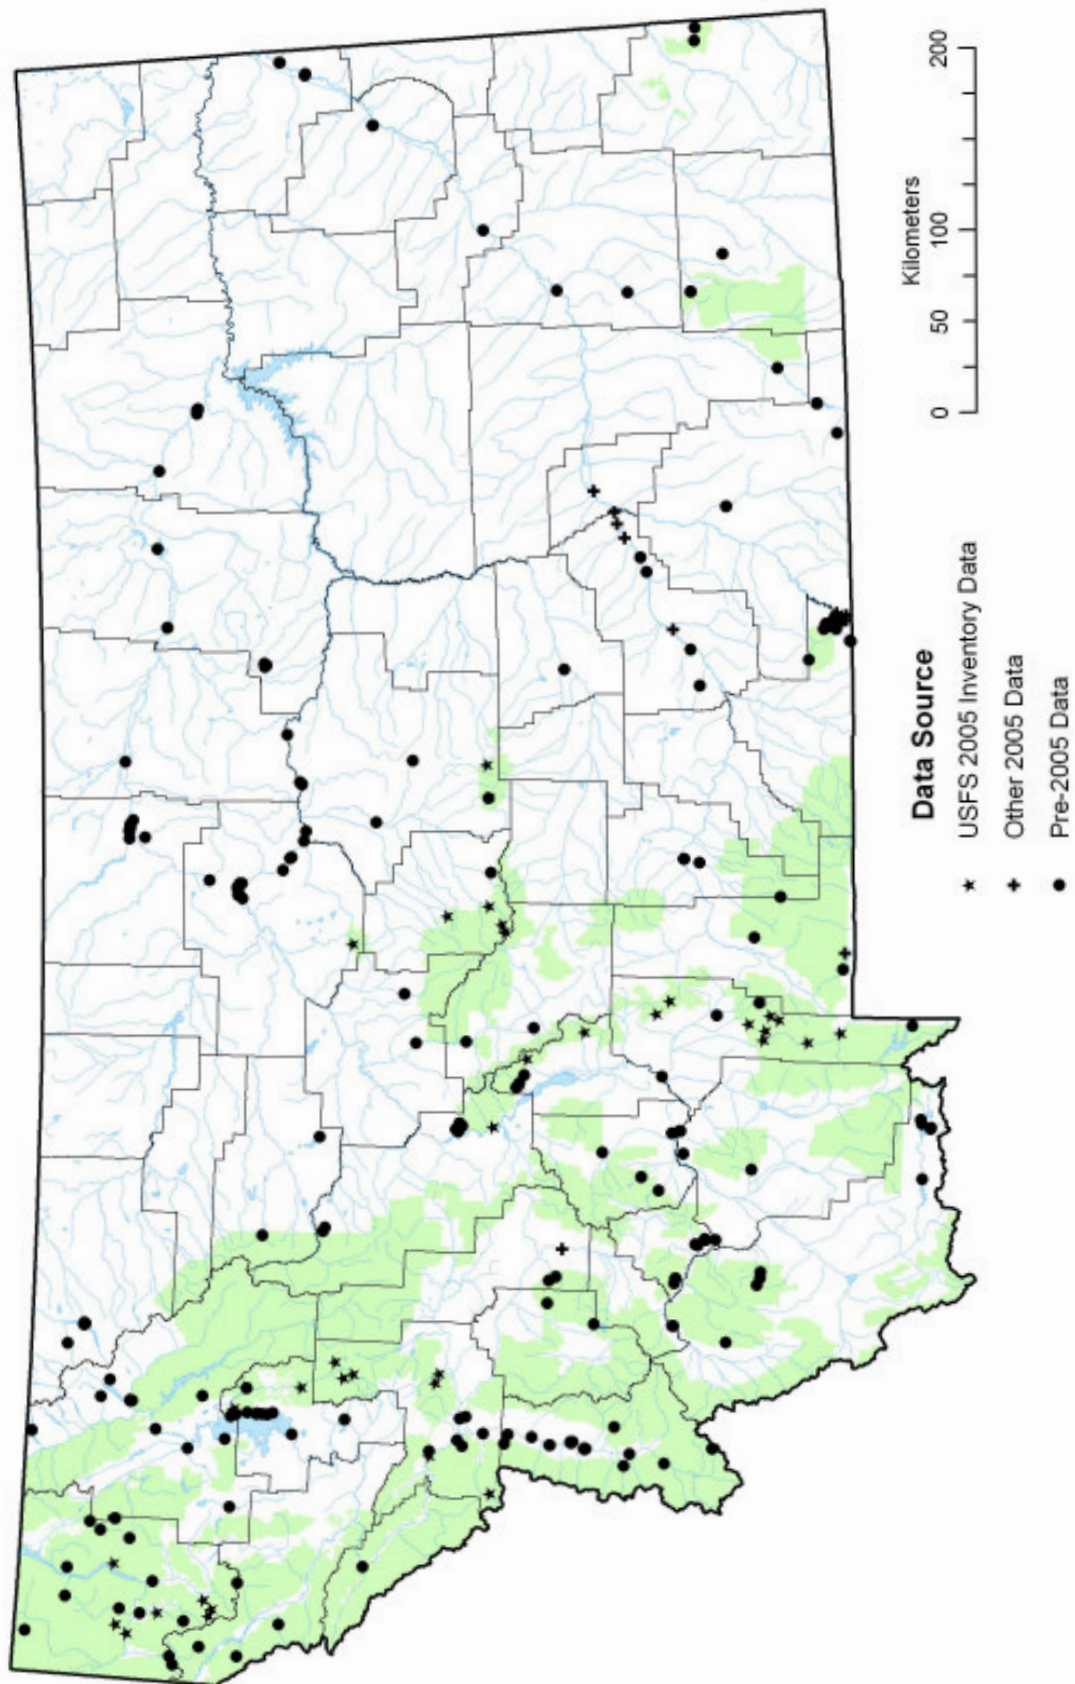 Data Source
USFS 2005 Inventory Data
Other 2005 Data
Pre-2005 Data
Kilometers
0 50 100 200